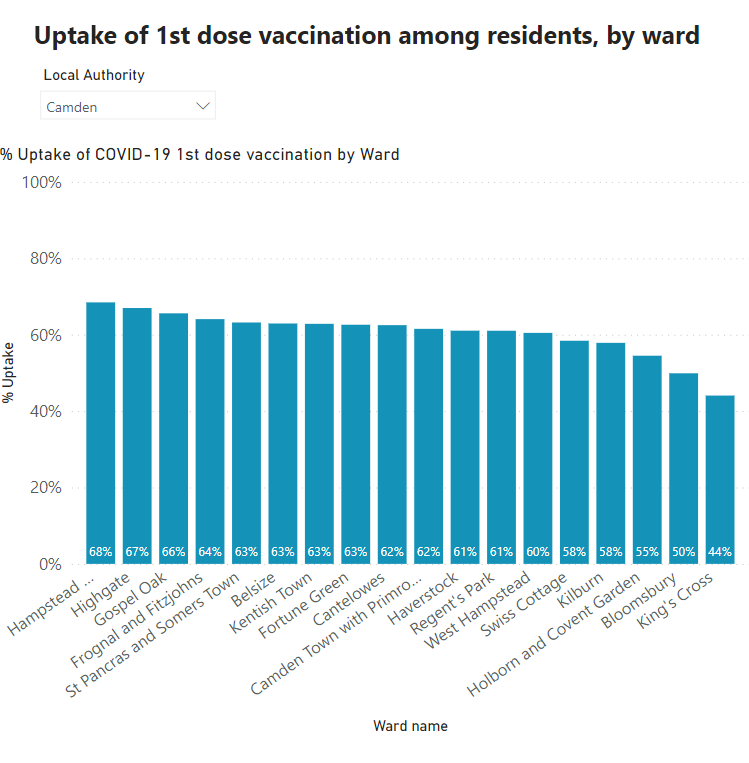 Uptake of 1st dose vaccination among residents, by ward
Local Authority
Camden
% Uptake of COVID-19 1st dose vaccination by Ward
100%
80%
60%
40%
20%
0%
% Uptake
68% 67% 66% 64% 63% 63% 63% 63% 62% 62% 61% 61% 60% 58% 58% 55% 50% 44%
Hampstead ...
Highgate
Gospel Oak
Frognal and Fitzjohns
St Pancras and Somers Town
Belsize
Kentish Town
Fortune Green
Cantelowes
Camden Town with Primro...
Haverstock
Regent's Park
West Hampstead
Swiss Cottage
Kilburn
Holborn and Covent Garden
Bloomsbury
King's Cross
Ward name